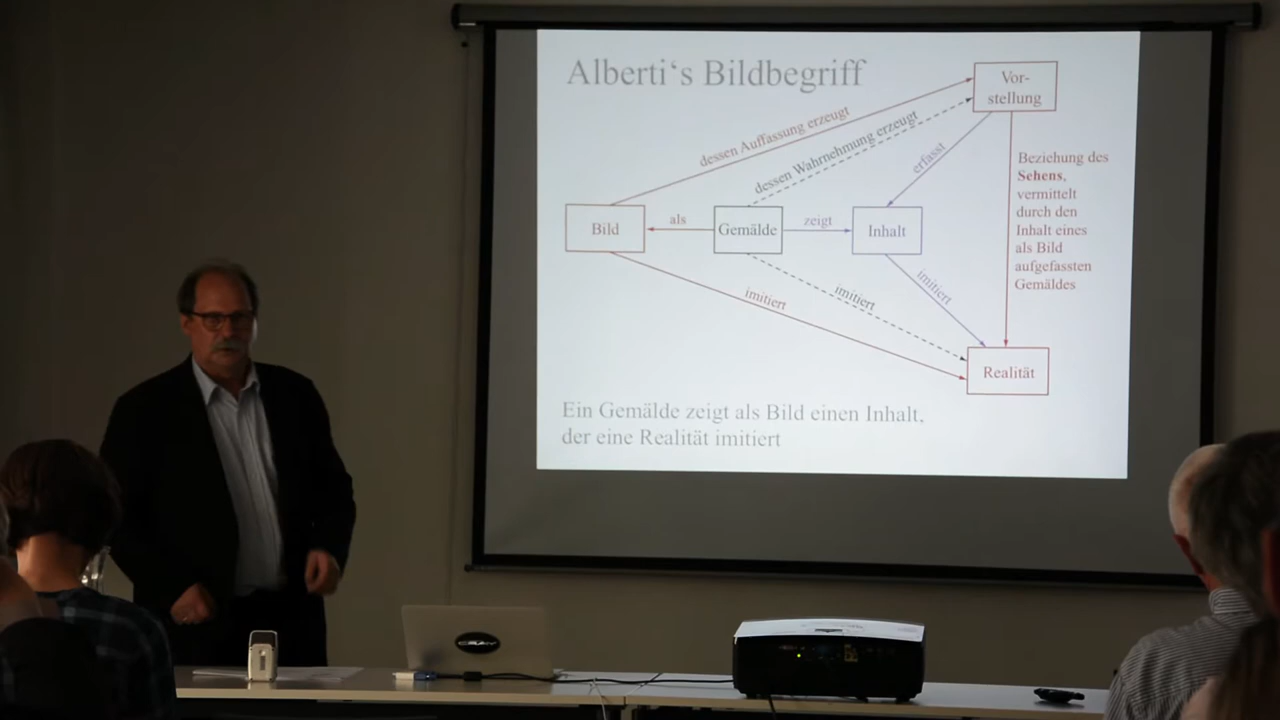 Alberti‘s Bildbegriff
Vor-
stellung
dessen Auffassung erzeugt
dessen Wahrnehmung erzeugt
erfasst
Beziehung des
Sehens,
vermittelt
durch den
Inhalt eines
als Bild
aufgefassten
Gemäldes
Bild
als
Gemälde
zeigt
Inhalt
imitiert
imitiert
imitiert
Realität
Ein Gemälde zeigt als Bild einen Inhalt,
der eine Realität imitiert